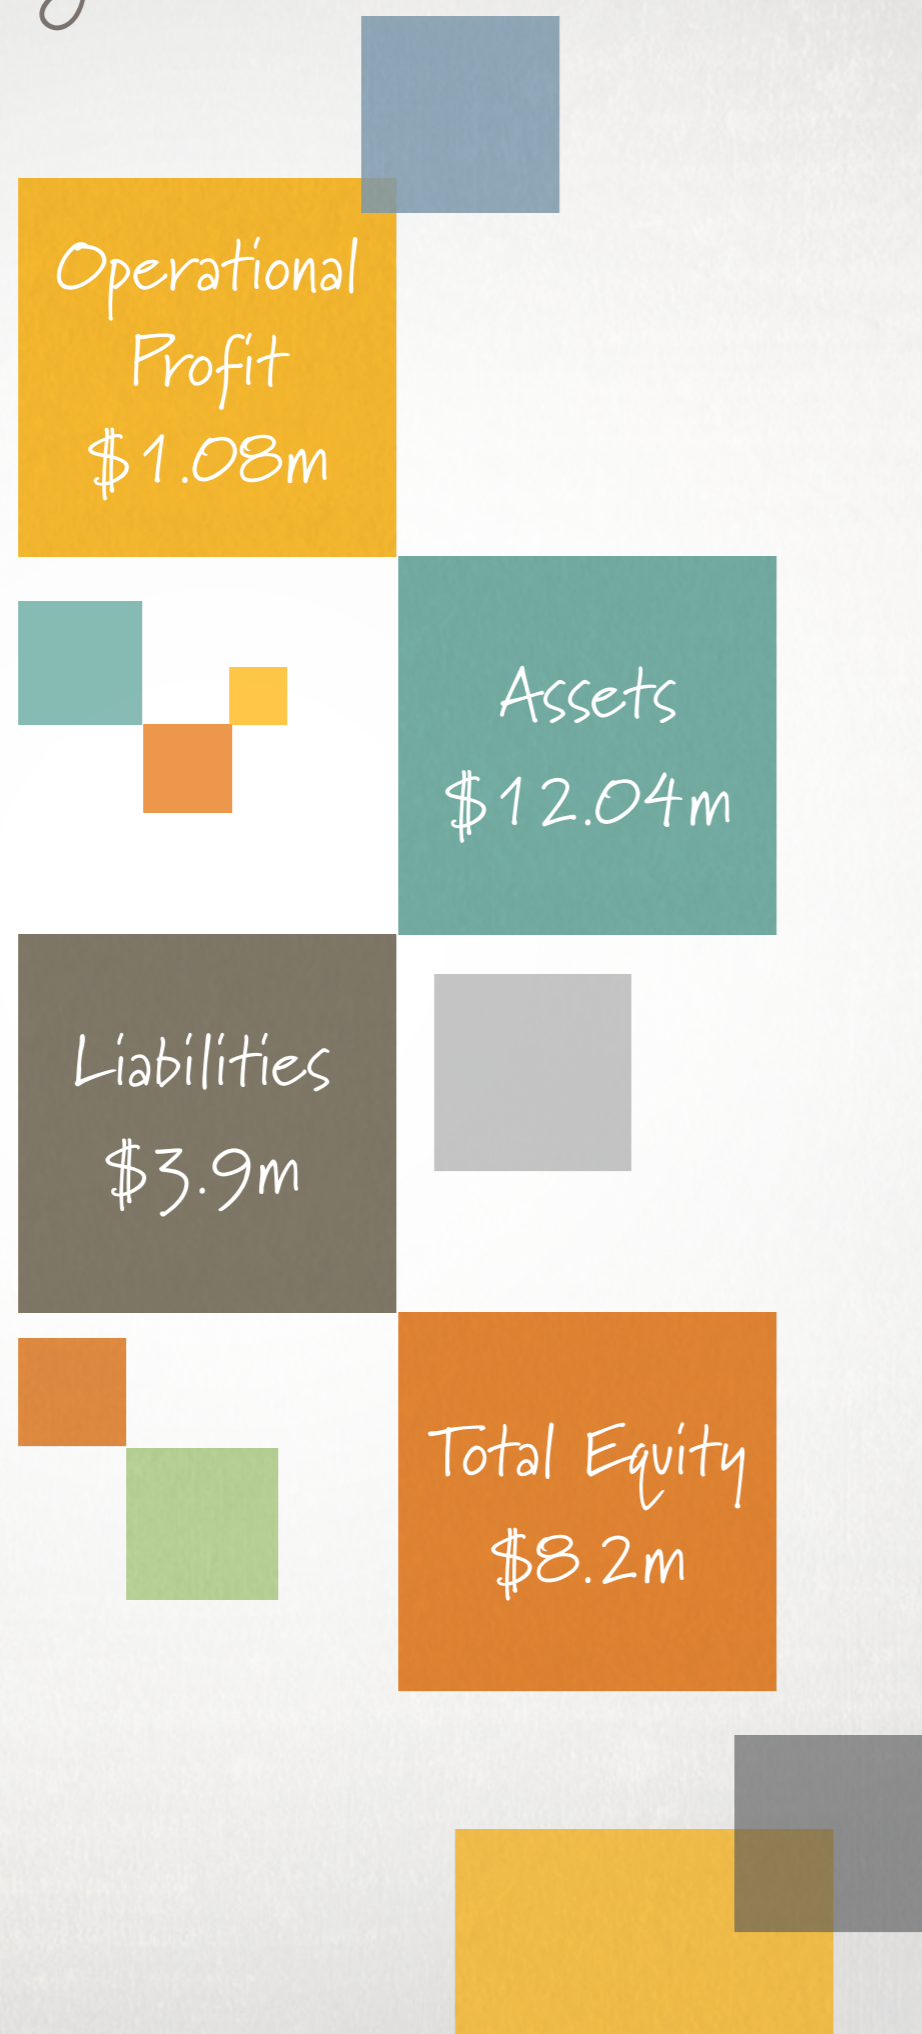 Operational
Profit
$1.08m
Assets
$12.04m
Liabilities
$3.9m
Total Equity
$8.2m